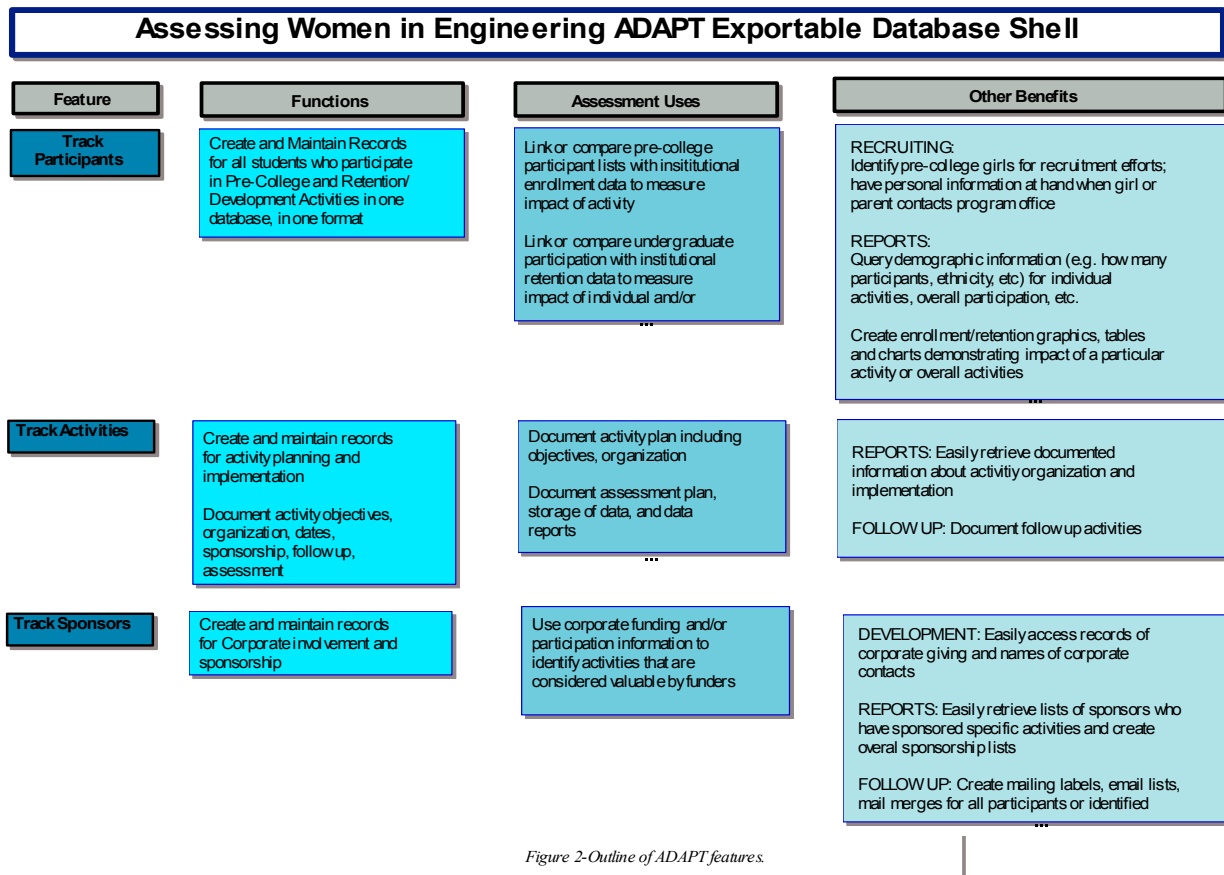 Assessing Women in Engineering ADAPT Exportable Database Shell
Feature
Functions
Assessment Uses
Other Benefits
Track
Participants
Create and Maintain Records
for all students who participate
in Pre-College and Retention/
Development Activities in one
database, in one format
Link or compare pre-college
participant lists with insititutional
enrollment data to measure
impact of activity
Link or compare undergraduate
participation with institutional
retention data to measure
impact of individual and/or
...
RECRUITING:
Identify pre-college girls for recruitment efforts;
have personal information at hand when girl or
parent contacts program office
REPORTS:
Query demographic information (e.g. how many
participants, ethnicity, etc) for individual
activities, overall participation, etc.
Create enrollment/retention graphics, tables
and charts demonstrating impact of a particular
activity or overall activities
...
Track Activities
Create and maintain records
for activity planning and
implementation
Document activity objectives,
organization, dates,
sponsorship, follow up,
assessment
Document activity plan including
objectives, organization
Document assessment plan,
storage of data, and data
reports
...
REPORTS: Easily retrieve documented
information about activitiy organization and
implementation
FOLLOW UP: Document follow up activities
Track Sponsors
Create and maintain records
for Corporate involvement and
sponsorship
Use corporate funding and/or
participation information to
identify activities that are
considered valuable by funders
DEVELOPMENT: Easily access records of
corporate giving and names of corporate
contacts
REPORTS: Easily retrieve lists of sponsors who
have sponsored specific activities and create
overal sponsorship lists
FOLLOW UP: Create mailing labels, email lists,
mail merges for all participants or identified
...
Figure 2-Outline of ADAPT features.